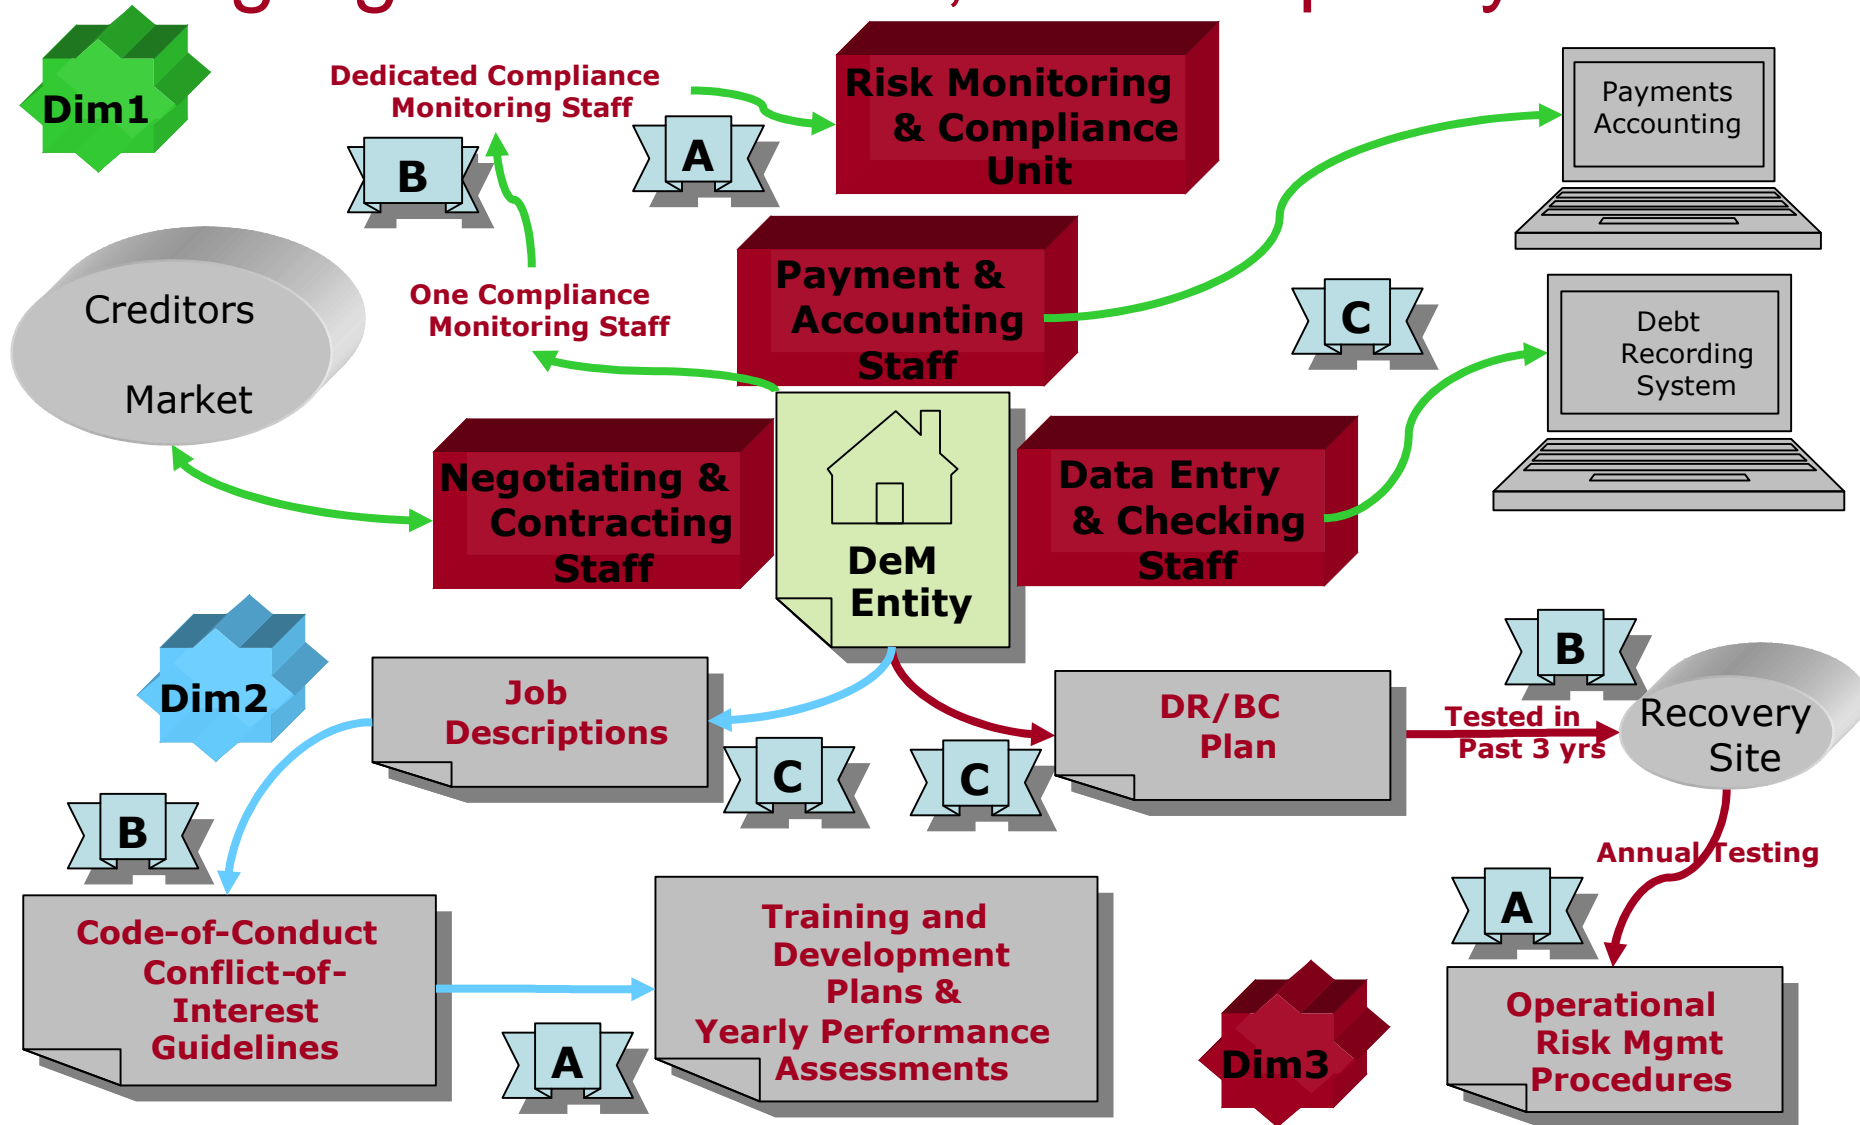 Dim1
Dedicated Compliance
Monitoring Staff
B
A
Risk Monitoring
& Compliance
Unit
Payments
Accounting
Creditors
Market
One Compliance
Monitoring Staff
Payment &
Accounting
Staff
C
Debt
Recording
System
Negotiating &
Contracting
Staff
DeM
Entity
Data Entry
& Checking
Staff
Dim2
Job
Descriptions
C
C
DR/BC
Plan
Tested in
Past 3 yrs
B
Recovery
Site
B
Annual Testing
A
Code-of-Conduct
Conflict-of-
Interest
Guidelines
A
Training and
Development
Plans &
Yearly Performance
Assessments
Dim3
Operational
Risk Mgmt
Procedures